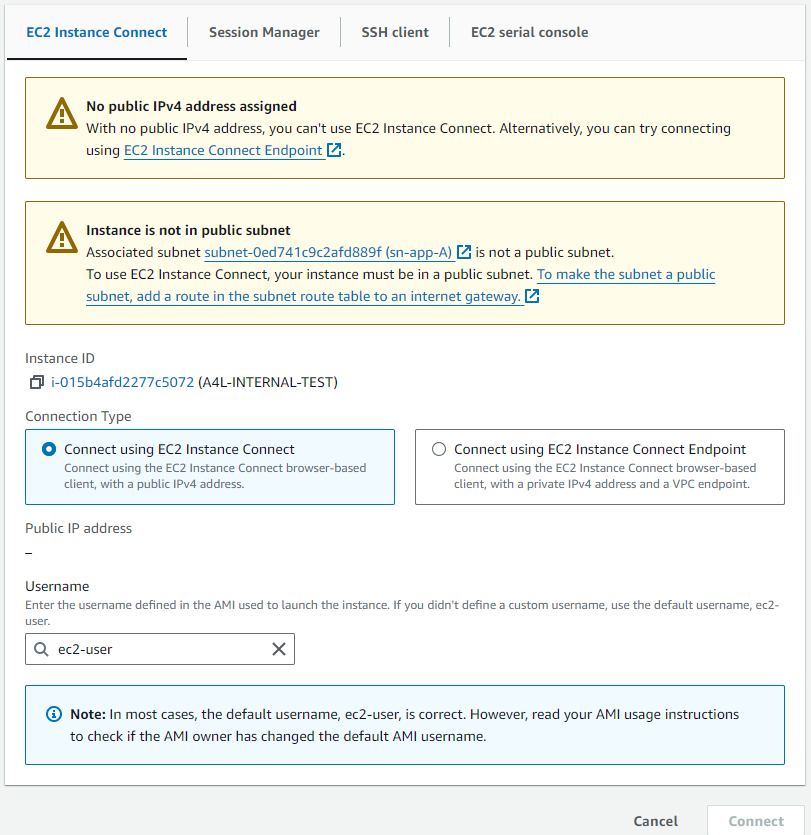 EC2 Instance Connect
Session Manager
SSH client
EC2 serial console
No public IPv4 address assigned
With no public IPv4 address, you can't use EC2 Instance Connect. Alternatively, you can try connecting
using EC2 Instance Connect Endpoint.
Instance is not in public subnet
Associated subnet subnet-0ed741c9c2afd889f (sn-app-A) is not a public subnet.
To use EC2 Instance Connect, your instance must be in a public subnet. To make the subnet a public
subnet, add a route in the subnet route table to an internet gateway.
Instance ID
i-015b4afd2277c5072 (A4L-INTERNAL-TEST)
Connection Type
Connect using EC2 Instance Connect
Connect using the EC2 Instance Connect browser-based
client, with a public IPv4 address.
Connect using EC2 Instance Connect Endpoint
Connect using the EC2 Instance Connect browser-based
client, with a private IPv4 address and a VPC endpoint.
Public IP address
–
Username
Enter the username defined in the AMI used to launch the instance. If you didn't define a custom username, use the default username, ec2-
user.
ec2-user
Note: In most cases, the default username, ec2-user, is correct. However, read your AMI usage instructions
to check if the AMI owner has changed the default AMI username.
Cancel
Connect